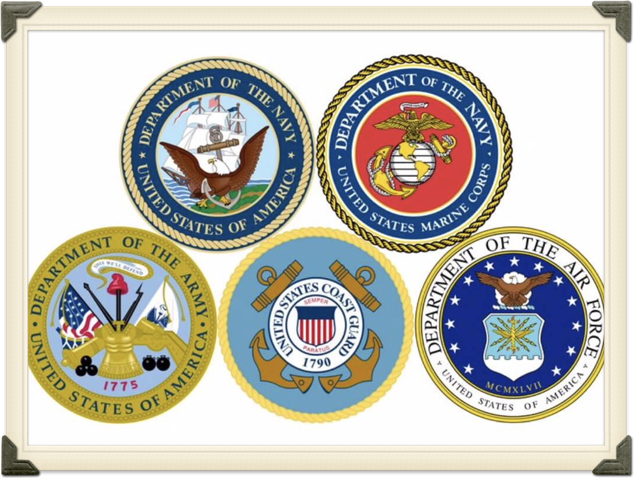 DEPARTMENT OF THE NAVY
UNITED STATES OF AMERICA
DEPARTMENT OF THE NAVY
UNITED STATES MARINE CORPS
DEPARTMENT OF THE ARMY
THIS WE'LL DEFEND
1775
UNITED STATES OF AMERICA
UNITED STATES COAST GUARD
SEMPER
PARATUS
1790
DEPARTMENT OF THE AIR FORCE
MCMXLVII
UNITED STATES OF AMERICA